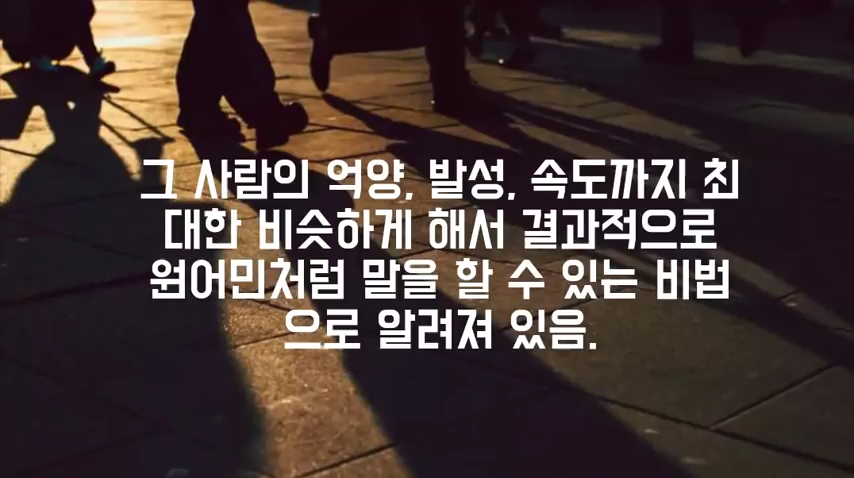 그 사람의 억양, 발성, 속도까지 최
대한 비슷하게 해서 결과적으로
원어민처럼 말을 할 수 있는 비법
으로 알려져 있음.